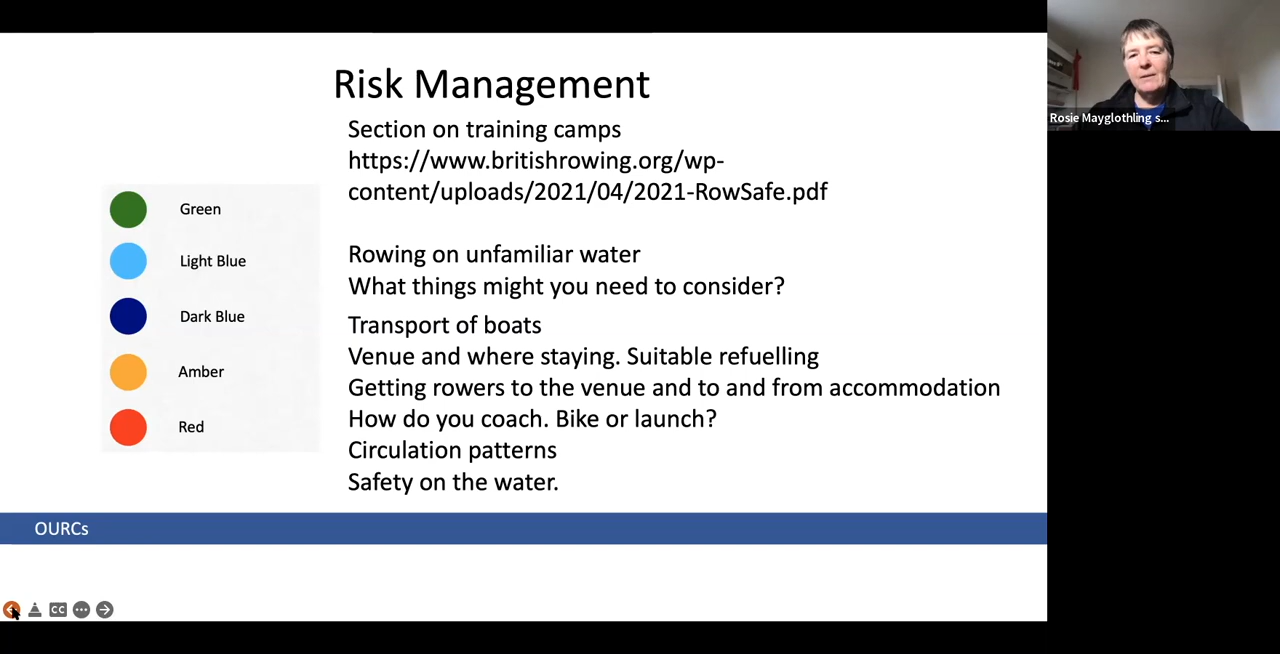 Risk Management
Section on training camps
https://www.britishrowing.org/wp-
content/uploads/2021/04/2021-RowSafe.pdf
Green
Light Blue
Dark Blue
Amber
Red
Rowing on unfamiliar water
What things might you need to consider?
Transport of boats
Venue and where staying. Suitable refuelling
Getting rowers to the venue and to and from accommodation
How do you coach. Bike or launch?
Circulation patterns
Safety on the water.
OURCs
CC
Rosie Mayglothling s...